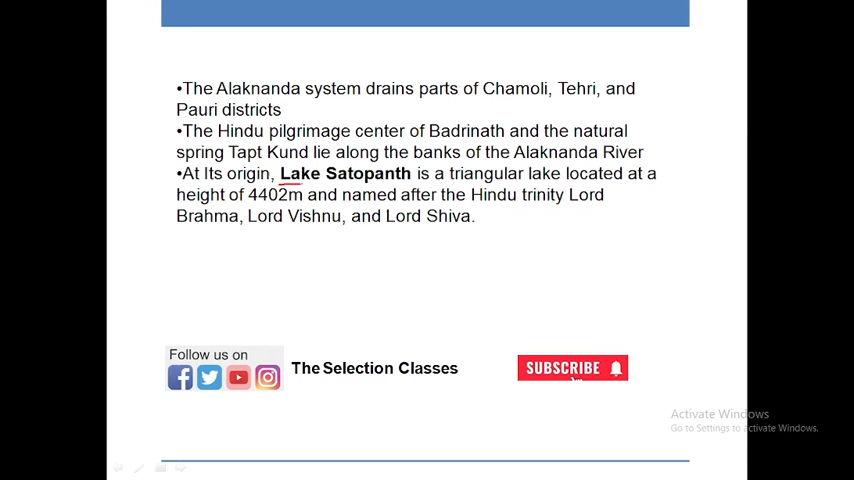 •The Alaknanda system drains parts of Chamoli, Tehri, and
Pauri districts
•The Hindu pilgrimage center of Badrinath and the natural
spring Tapt Kund lie along the banks of the Alaknanda River
•At Its origin, Lake Satopanth is a triangular lake located at a
height of 4402m and named after the Hindu trinity Lord
Brahma, Lord Vishnu, and Lord Shiva.
Follow us on
The Selection Classes
SUBSCRIBE
Activate Windows
Go to Settings to activate Windows.